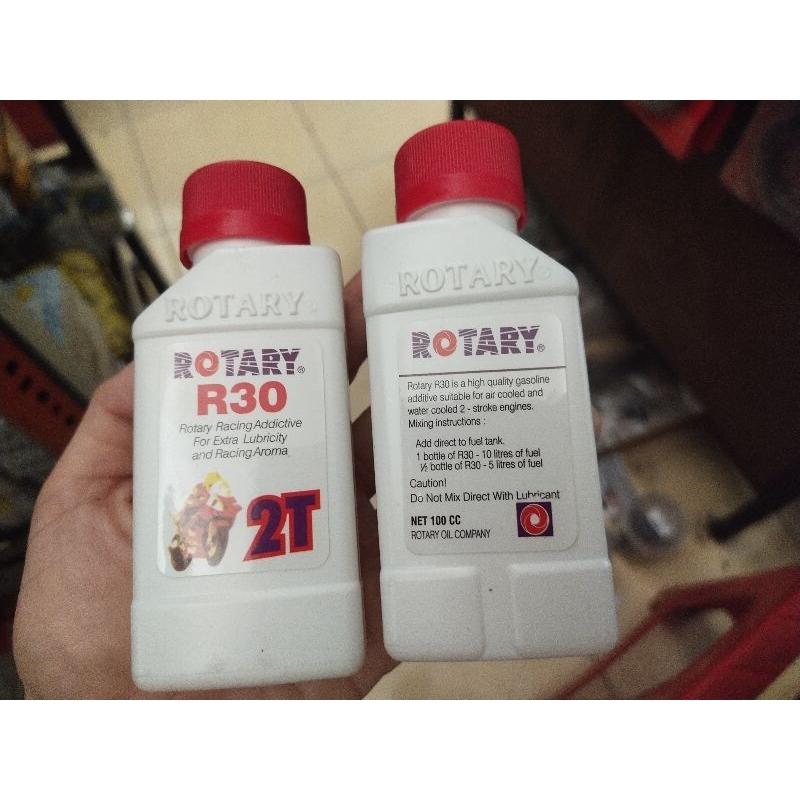 ROTARY
ROTARY®
R30
Rotary Racing Addictive
For Extra Lubricity
and Racing Aroma
2T
ROTARY
ROTARY®
Rotary R30 is a high quality gasoline
additive suitable for air cooled and
water cooled 2 - stroke engines.
Mixing instructions :
Add direct to fuel tank.
1 bottle of R30 - 10 litres of fuel
½ bottle of R30 - 5 litres of fuel
Caution!
Do Not Mix Direct With Lubricant
NET 100 CC
ROTARY OIL COMPANY